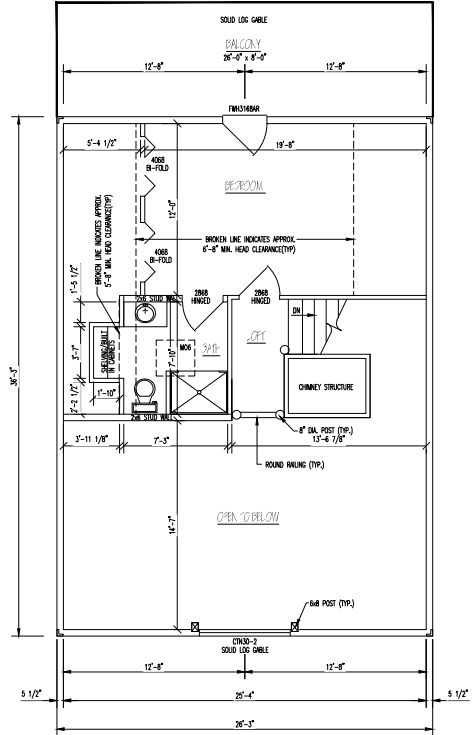 SOLID LOG GABLE
BALCONY
26'-0" x 8'-0"
12'-8"
12'-8"
FWH3168AR
5'-4 1/2"
19'-8"
4068
BI-FOLD
BEDROOM
12'-0"
BROKEN LINE INDICATES APPROX.
5'-8" MIN. HEAD CLEARANCE(TYP)
BROKEN LINE INDICATES APPROX.
6'-8" MIN. HEAD CLEARANCE(TYP)
4068
BI-FOLD
1'-5 1/2"
2x6 STUD WALL
2868
HINGED
2868
HINGED
DN
LOFT
36'-3"
3'-7"
SHELVING/BUILT
IN CABINETS
M06
BATH
7'-10"
1'-10"
CHIMNEY STRUCTURE
2'-2 1/2"
2x6 STUD WALL
8" DIA. POST (TYP.)
3'-11 1/8"
7'-3"
13'-6 7/8"
ROUND RAILING (TYP.)
14'-7"
OPEN TO BELOW
6x8 POST (TYP.)
CTN30-2
SOLID LOG GABLE
12'-8"
12'-8"
5 1/2"
25'-4"
5 1/2"
26'-3"